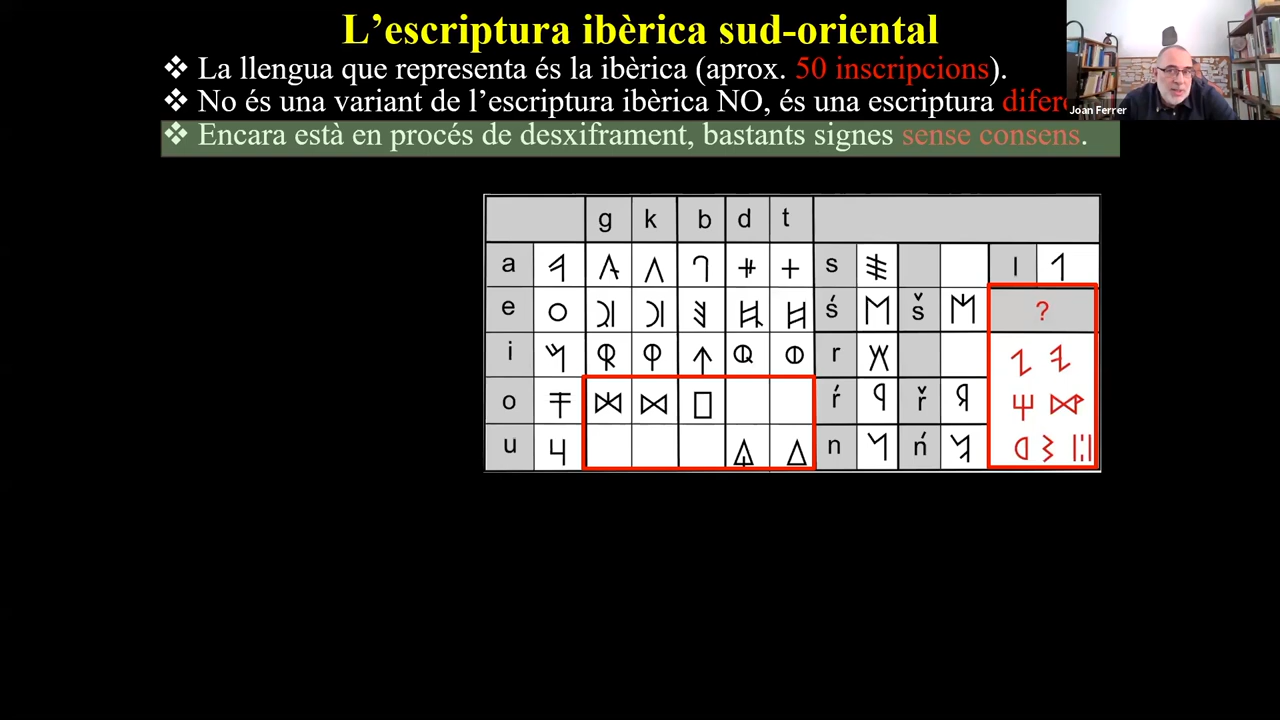 L’escriptura ibèrica sud-oriental
❖ La llengua que representa és la ibèrica (aprox. 50 inscripcions).
❖ No és una variant de l’escriptura ibèrica NO, és una escriptura
❖ Encara està en procés de desxiframent, bastants signes sense consens.
Joan Ferrer
g k b d t
a s l
e ś š ?
i r
o ŕ ř
u n ń